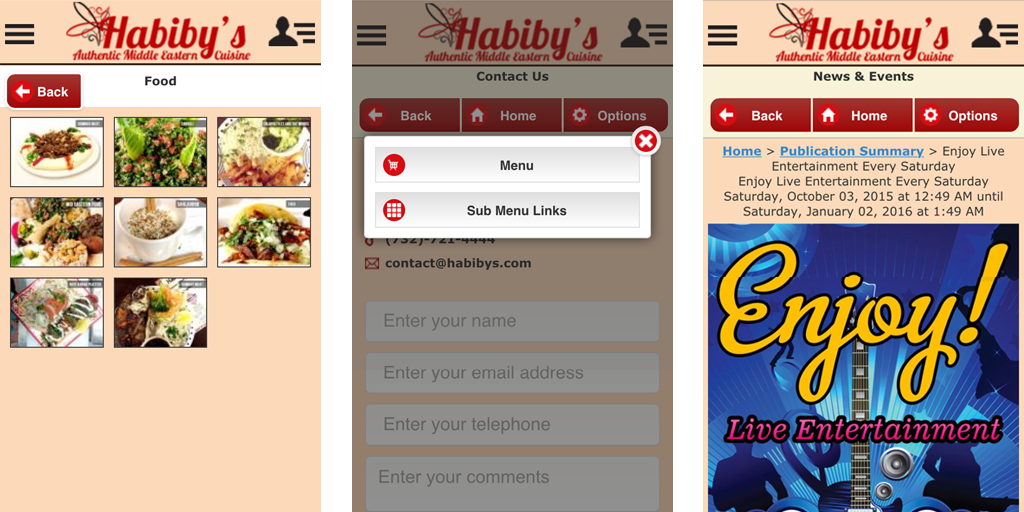 Habiby's
Authentic Middle Eastern Cuisine
Food
Back
Habiby's
Authentic Middle Eastern Cuisine
Contact Us
Back
Home
Options
Menu
Sub Menu Links
(732)-721-4444
contact@habibys.com
Enter your name
Enter your email address
Enter your telephone
Enter your comments
Habiby's
Authentic Middle Eastern Cuisine
News & Events
Back
Home
Options
Home > Publication Summary > Enjoy Live
Entertainment Every Saturday
Enjoy Live Entertainment Every Saturday
Saturday, October 03, 2015 at 12:49 AM until
Saturday, January 02, 2016 at 1:49 AM
Enjoy!
Live Entertainment